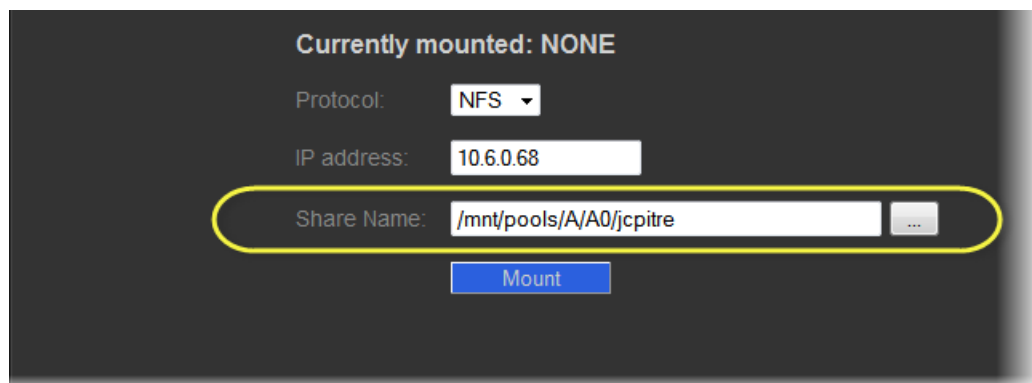 Currently mounted: NONE
Protocol: NFS
IP address: 10.6.0.68
Share Name: /mnt/pools/A/A0/jcpitre ...
Mount